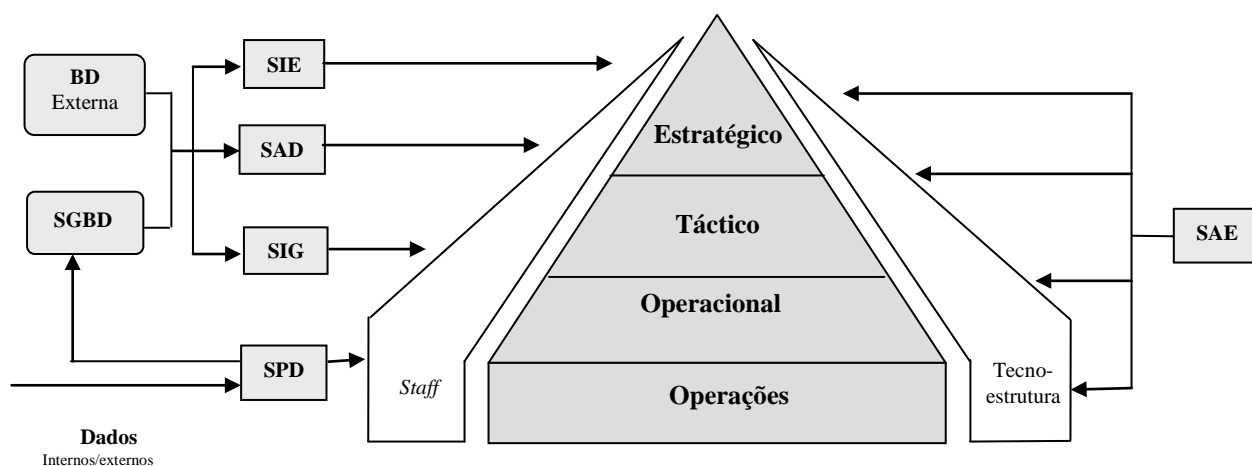 BD
Externa
SIE
SAD
SGBD
SIG
SPD
Dados
Internos/externos
Staff
Estratégico
Táctico
Operacional
Operações
Tecno-
estrutura
SAE